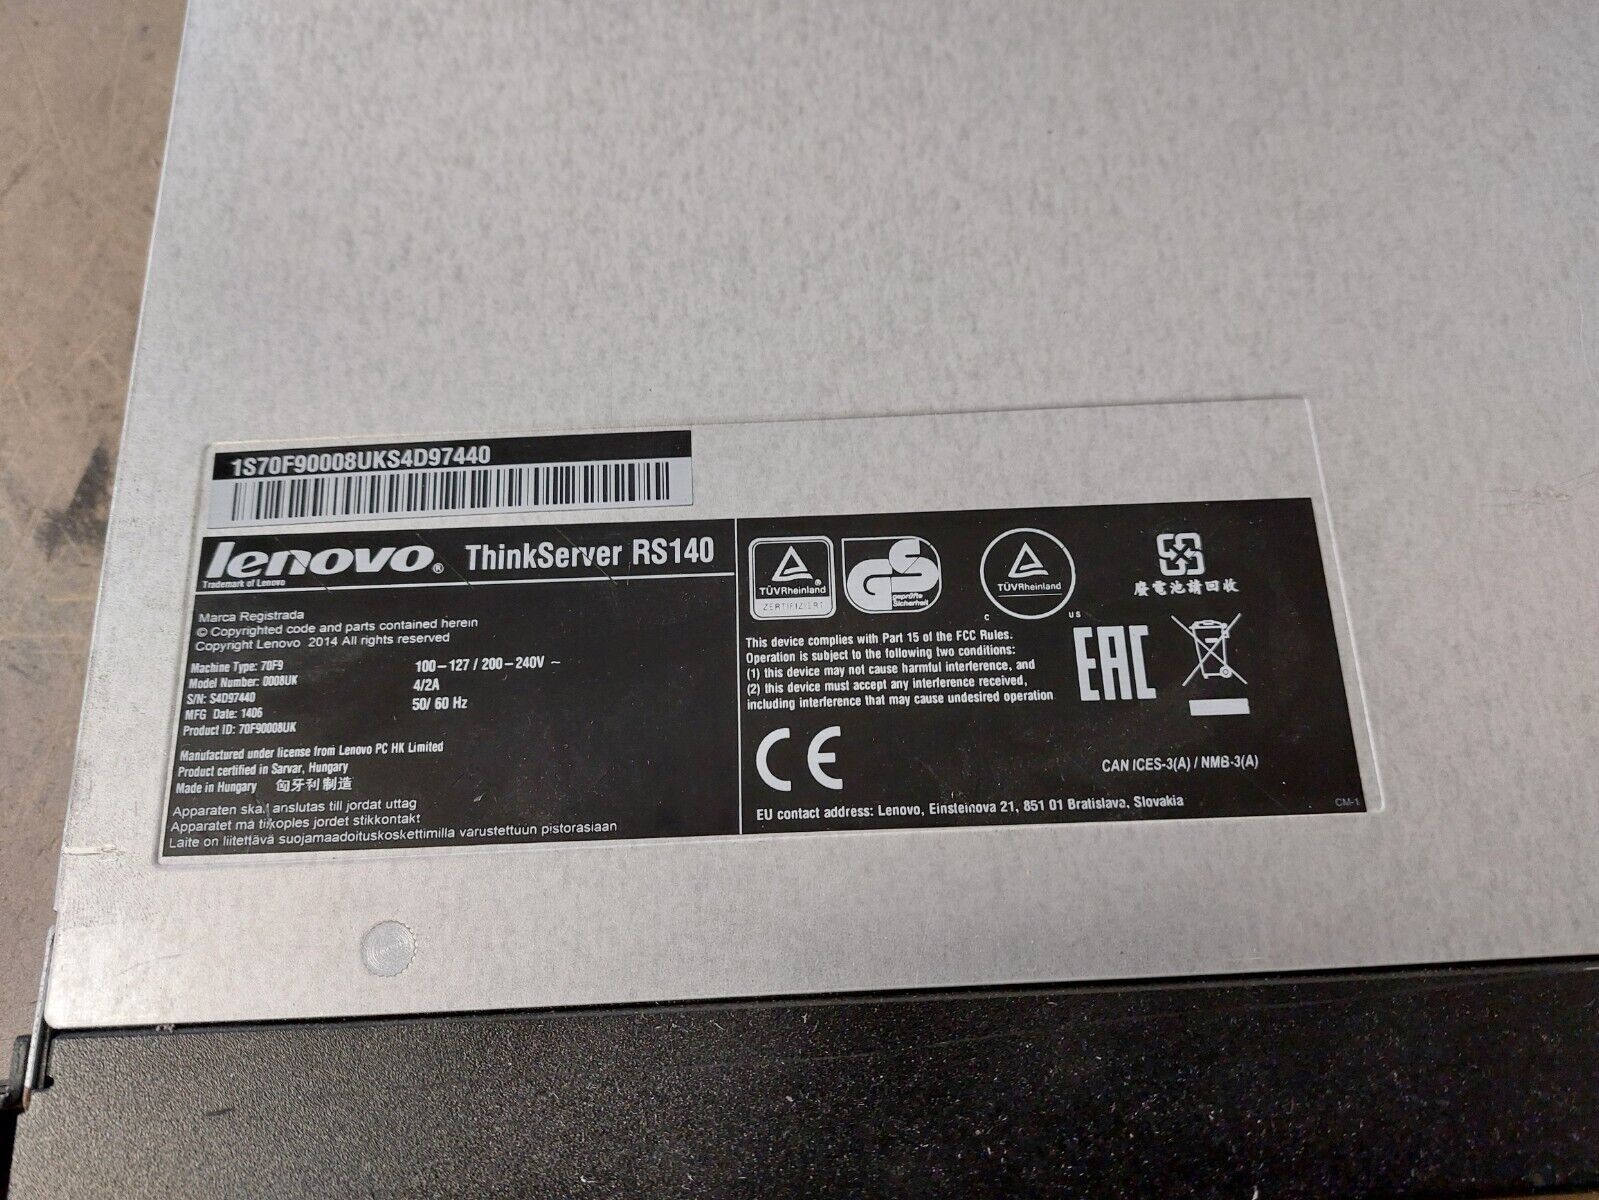 1S70F90008UKS4D97440
lenovo® ThinkServer RS140
Trademark of Lenovo
Marca Registrada
© Copyrighted code and parts contained herein
Copyright Lenovo 2014 All rights reserved
Machine Type: 70F9
Model Number: 0008UK
S/N: S4D97440
MFG Date: 1406
Product ID: 70F90008UK
100-127 / 200-240V ~
4/2A
50/ 60 Hz
Manufactured under license from Lenovo PC HK Limited
Product certified in Sarvar, Hungary
Made in Hungary 匈牙利制造
Apparaten skall anslutas till jordat uttag
Apparatet må tilkoples jordet stikkontakt
Laite on liitettävä suojamaadoituskoskettimilla varustettuun pistorasiaan
TÜVRheinland®
ZERTIFIZIERT
GS
geprüfte
Sicherheit
TÜVRheinland
C US
廢電池請回收
This device complies with Part 15 of the FCC Rules.
Operation is subject to the following two conditions:
(1) this device may not cause harmful interference, and
(2) this device must accept any interference received,
including interference that may cause undesired operation
EAC
CE
CAN ICES-3(A) / NMB-3(A)
EU contact address: Lenovo, Einsteinova 21, 851 01 Bratislava, Slovakia
CM-1